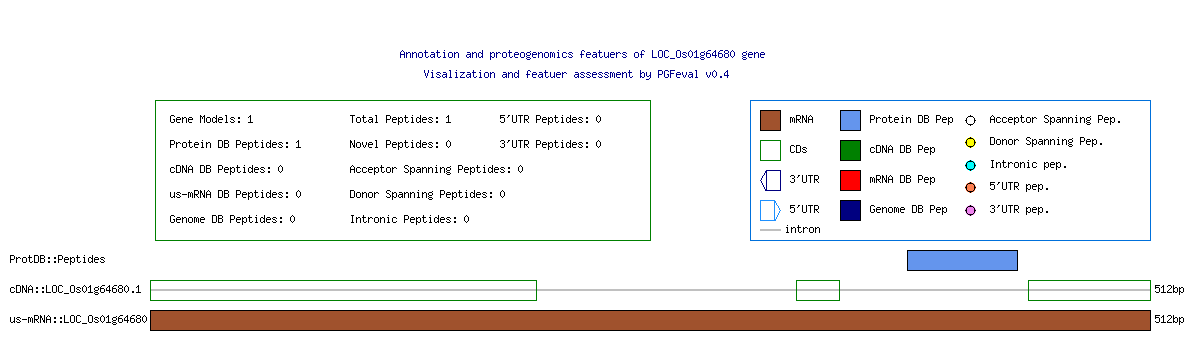 Annotation and proteogenomics featuers of LOC_Os01g64680 gene
Visalization and featuer assessment by PGFeval v0.4
Gene Models: 1 Total Peptides: 1 5'UTR Peptides: 0
Protein DB Peptides: 1 Novel Peptides: 0 3'UTR Peptides: 0
cDNA DB Peptides: 0 Acceptor Spanning Peptides: 0
us-mRNA DB Peptides: 0 Donor Spanning Peptides: 0
Genome DB Peptides: 0 Intronic Peptides: 0
mRNA Protein DB Pep Acceptor Spanning Pep.
CDs cDNA DB Pep Donor Spanning Pep.
3'UTR mRNA DB Pep Intronic pep.
5'UTR Genome DB Pep 5'UTR pep.
intron 3'UTR pep.
ProtDB::Peptides
cDNA::LOC_Os01g64680.1 512bp
us-mRNA::LOC_Os01g64680 512bp